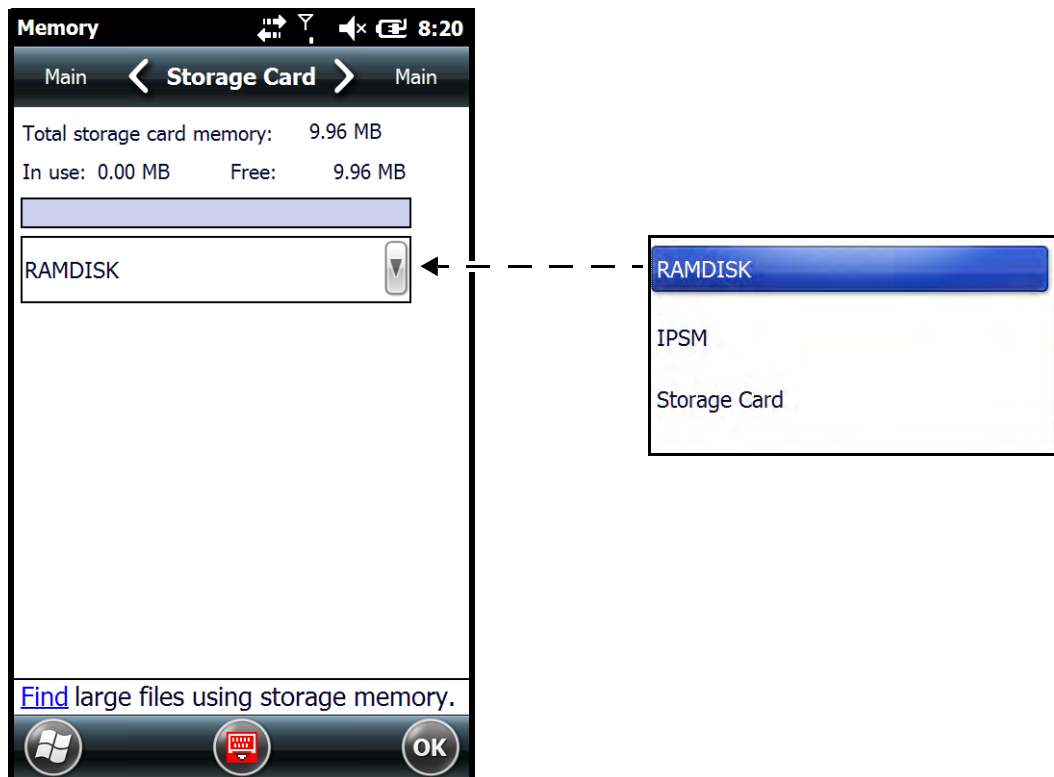 Memory 8:20
Main Storage Card Main
Total storage card memory: 9.96 MB
In use: 0.00 MB Free: 9.96 MB
RAMDISK
Find large files using storage memory.
OK
RAMDISK
IPSM
Storage Card